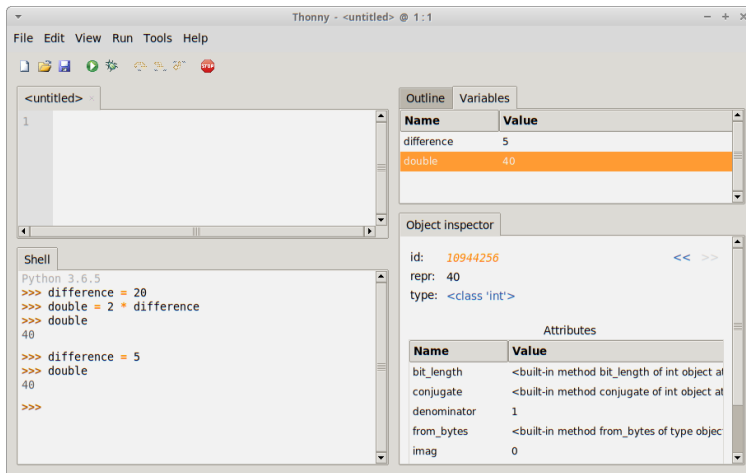 Thonny - <untitled> @ 1:1
File Edit View Run Tools Help
STOP
<untitled>
1
Shell
Python 3.6.5
>>> difference = 20
>>> double = 2 * difference
>>> double
40
>>> difference = 5
>>> double
40
>>>
Outline Variables
Name Value
difference 5
double 40
Object inspector
id: 10944256 << >>
repr: 40
type: <class 'int'>
Attributes
Name Value
bit_length <built-in method bit_length of int object at
conjugate <built-in method conjugate of int object at
denominator 1
from_bytes <built-in method from_bytes of type objec
imag 0